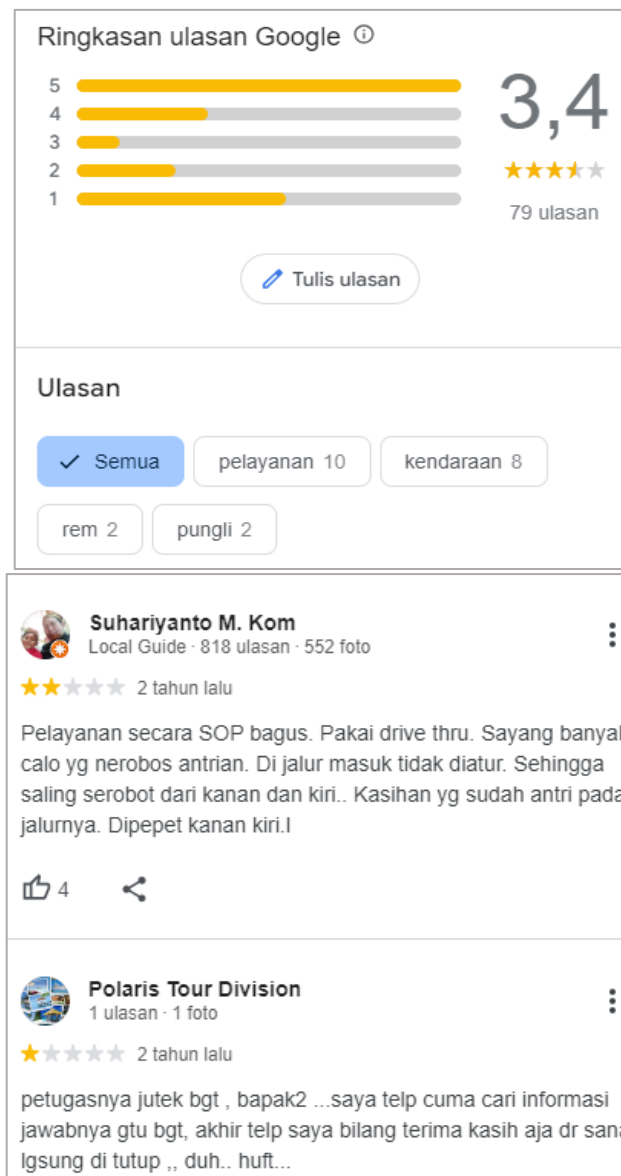 Ringkasan ulasan Google
5
4
3
2
1
3,4
79 ulasan
Tulis ulasan
Ulasan
Semua
pelayanan 10
kendaraan 8
rem 2
pungli 2
Suhariyanto M. Kom
Local Guide · 818 ulasan · 552 foto
2 tahun lalu
Pelayanan secara SOP bagus. Pakai drive thru. Sayang banyak
calo yg nerobos antrian. Di jalur masuk tidak diatur. Sehingga
saling serobot dari kanan dan kiri.. Kasihan yg sudah antri pada
jalurnya. Dipepet kanan kiri.I
4
Polaris Tour Division
1 ulasan · 1 foto
2 tahun lalu
petugasnya jutek bgt , bapak2 ...saya telp cuma cari informasi
jawabnya gtu bgt, akhir telp saya bilang terima kasih aja dr sana
lgsung di tutup ,, duh.. huft...